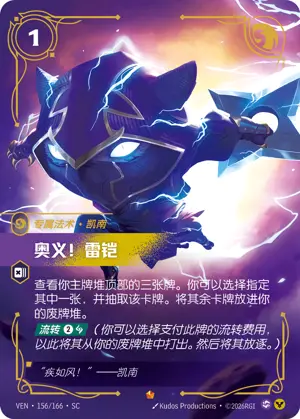 1
专属法术 · 凯南
奥义！雷铠
查看你主牌堆顶部的三张牌。你可以选择指定
其中一张，并抽取该卡牌。将其余卡牌放进你
的废牌堆。
流转 2 （你可以选择支付此牌的流转费用，
以此将其从你的废牌堆中打出。然后将其放逐。）
“疾如风！”——凯南
VEN · 156/166 · SC
Kudos Productions · ©2026RGI